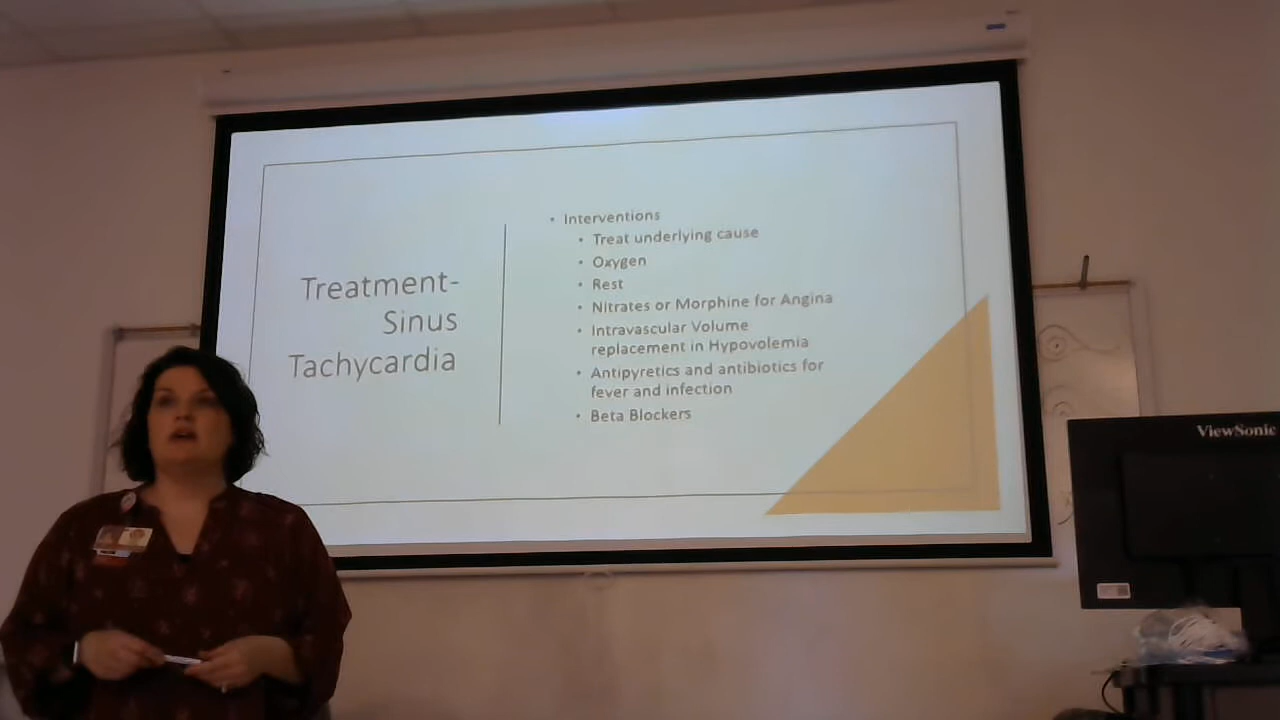 Treatment-
Sinus
Tachycardia
• Interventions
• Treat underlying cause
• Oxygen
• Rest
• Nitrates or Morphine for Angina
• Intravascular Volume
replacement in Hypovolemia
• Antipyretics and antibiotics for
fever and infection
• Beta Blockers
ViewSonic